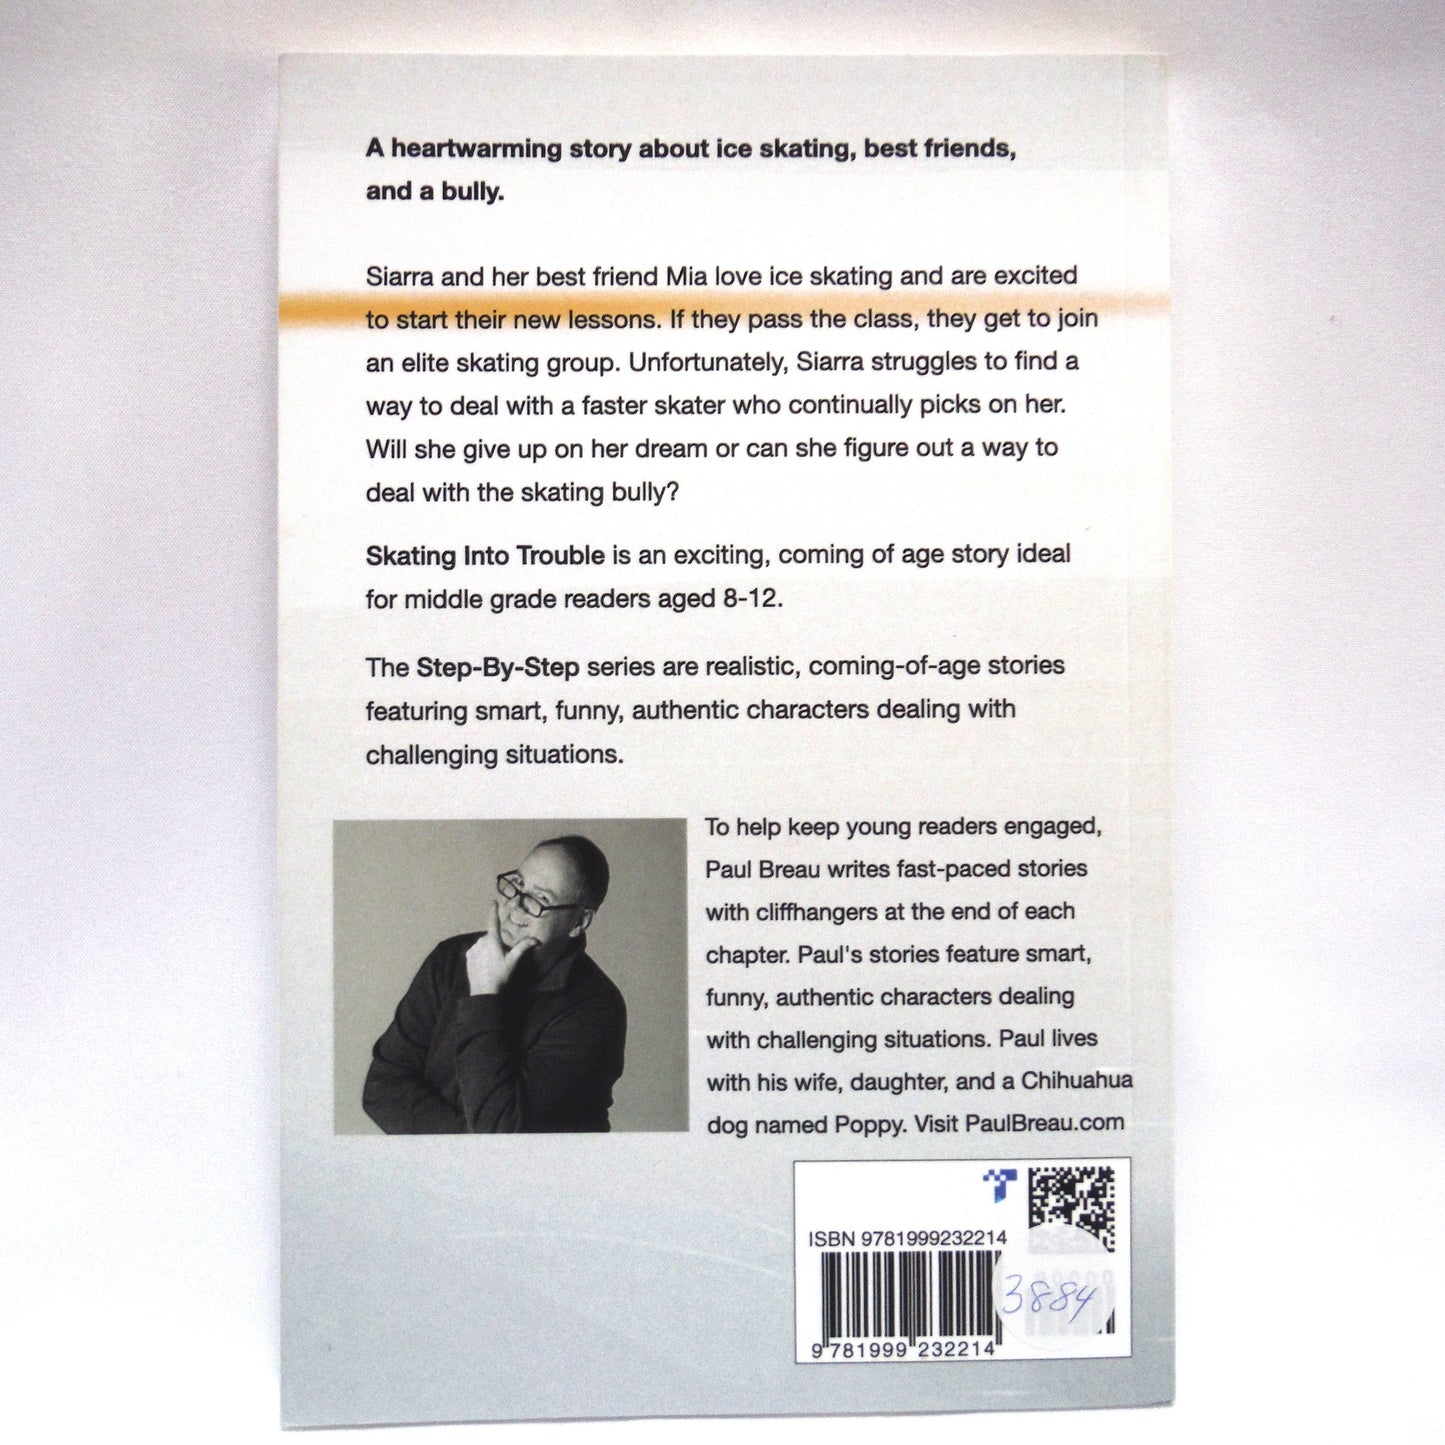 A heartwarming story about ice skating, best friends,
and a bully.
Siarra and her best friend Mia love ice skating and are excited
to start their new lessons. If they pass the class, they get to join
an elite skating group. Unfortunately, Siarra struggles to find a
way to deal with a faster skater who continually picks on her.
Will she give up on her dream or can she figure out a way to
deal with the skating bully?
Skating Into Trouble is an exciting, coming of age story ideal
for middle grade readers aged 8-12.
The Step-By-Step series are realistic, coming-of-age stories
featuring smart, funny, authentic characters dealing with
challenging situations.
To help keep young readers engaged,
Paul Breau writes fast-paced stories
with cliffhangers at the end of each
chapter. Paul's stories feature smart,
funny, authentic characters dealing
with challenging situations. Paul lives
with his wife, daughter, and a Chihuahua
dog named Poppy. Visit PaulBreau.com
ISBN 9781999232214
3884
9 781999 232214